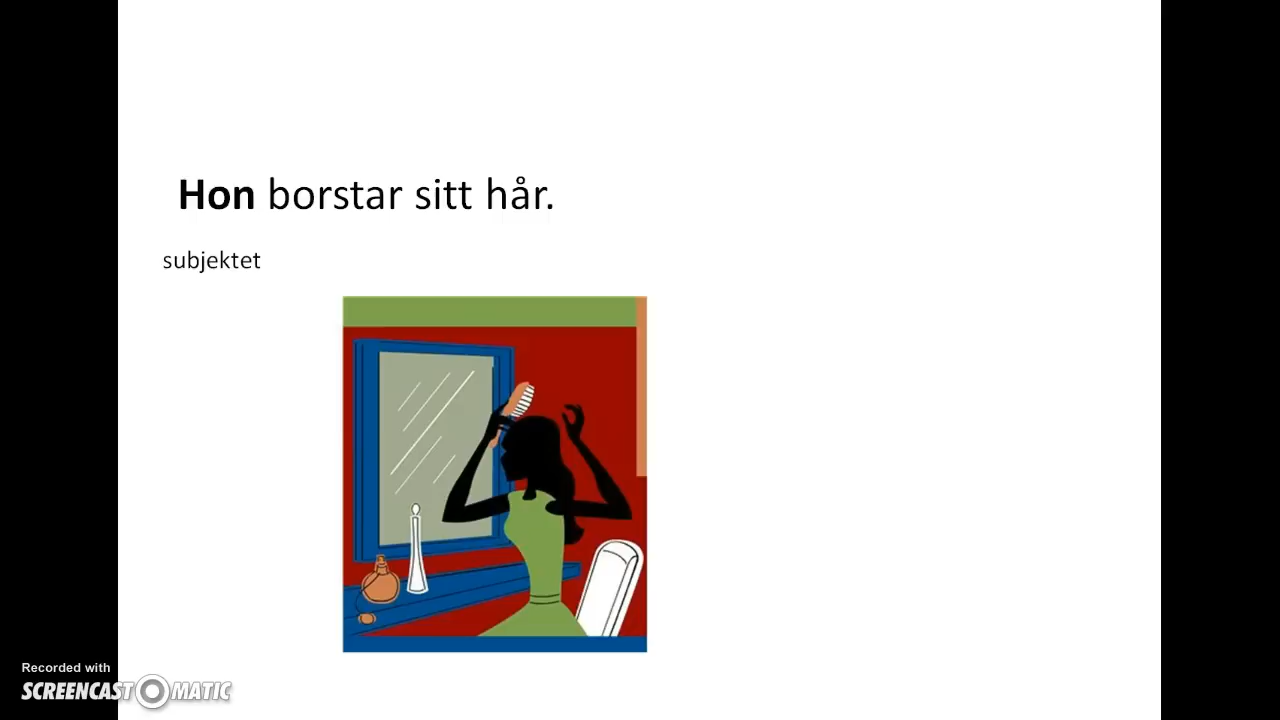 Hon borstar sitt hår.
subjektet
Recorded with
SCREENCAST-O-MATIC